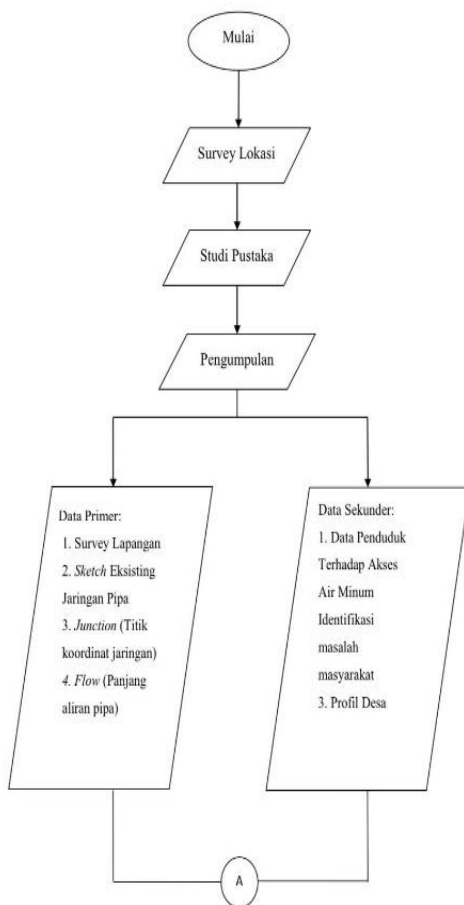 Mulai
Survey Lokasi
Studi Pustaka
Pengumpulan
Data Primer:
1. Survey Lapangan
2. Sketch Eksisting
Jaringan Pipa
3. Junction (Titik
koordinat jaringan)
4. Flow (Panjang
aliran pipa)
Data Sekunder:
1. Data Penduduk
Terhadap Akses
Air Minum
Identifikasi
masalah
masyarakat
3. Profil Desa
A